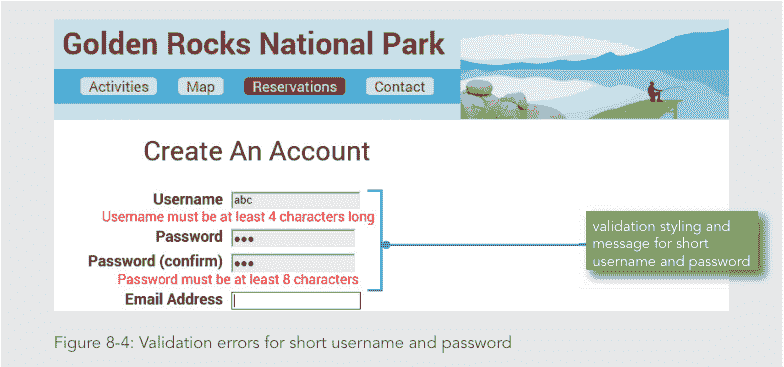 Golden Rocks National Park
Activities Map Reservations Contact
Create An Account
Username abc
Username must be at least 4 characters long
Password •••
Password (confirm) •••
Password must be at least 8 characters
Email Address
validation styling and
message for short
username and password
Figure 8-4: Validation errors for short username and password